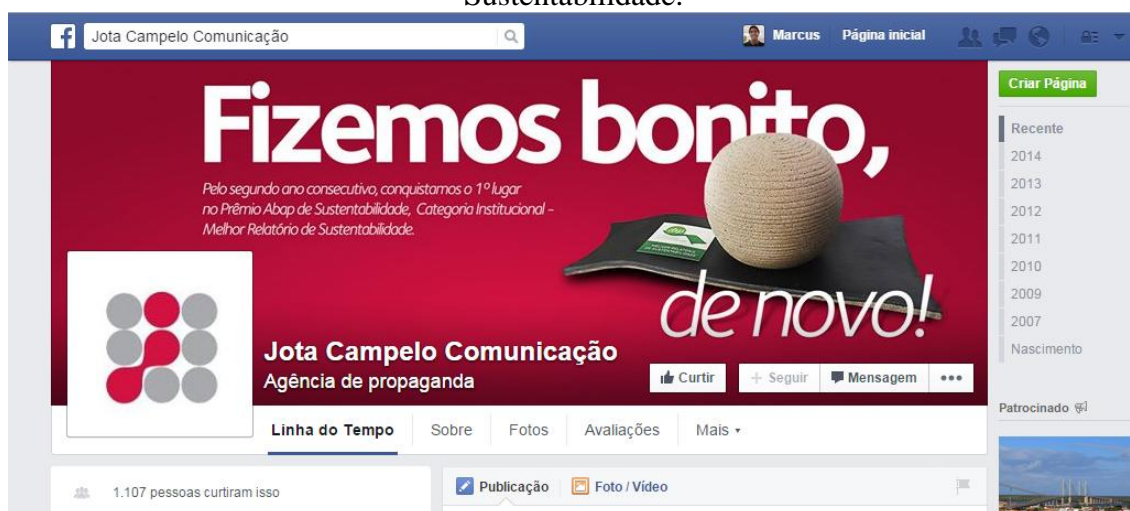 Sustentabilidade.
Jota Campelo Comunicação
Marcus Página inicial
Fizemos bonito,
Pelo segundo ano consecutivo, conquistamos o 1º lugar
no Prêmio Abap de Sustentabilidade, Categoria Institucional –
Melhor Relatório de Sustentabilidade.
de novo!
Jota Campelo Comunicação
Agência de propaganda
Curtir
+ Seguir
Mensagem
Linha do Tempo
Sobre
Fotos
Avaliações
Mais
1.107 pessoas curtiram isso
Publicação
Foto / Vídeo
Criar Página
Recente
2014
2013
2012
2011
2010
2009
2007
Nascimento
Patrocinado